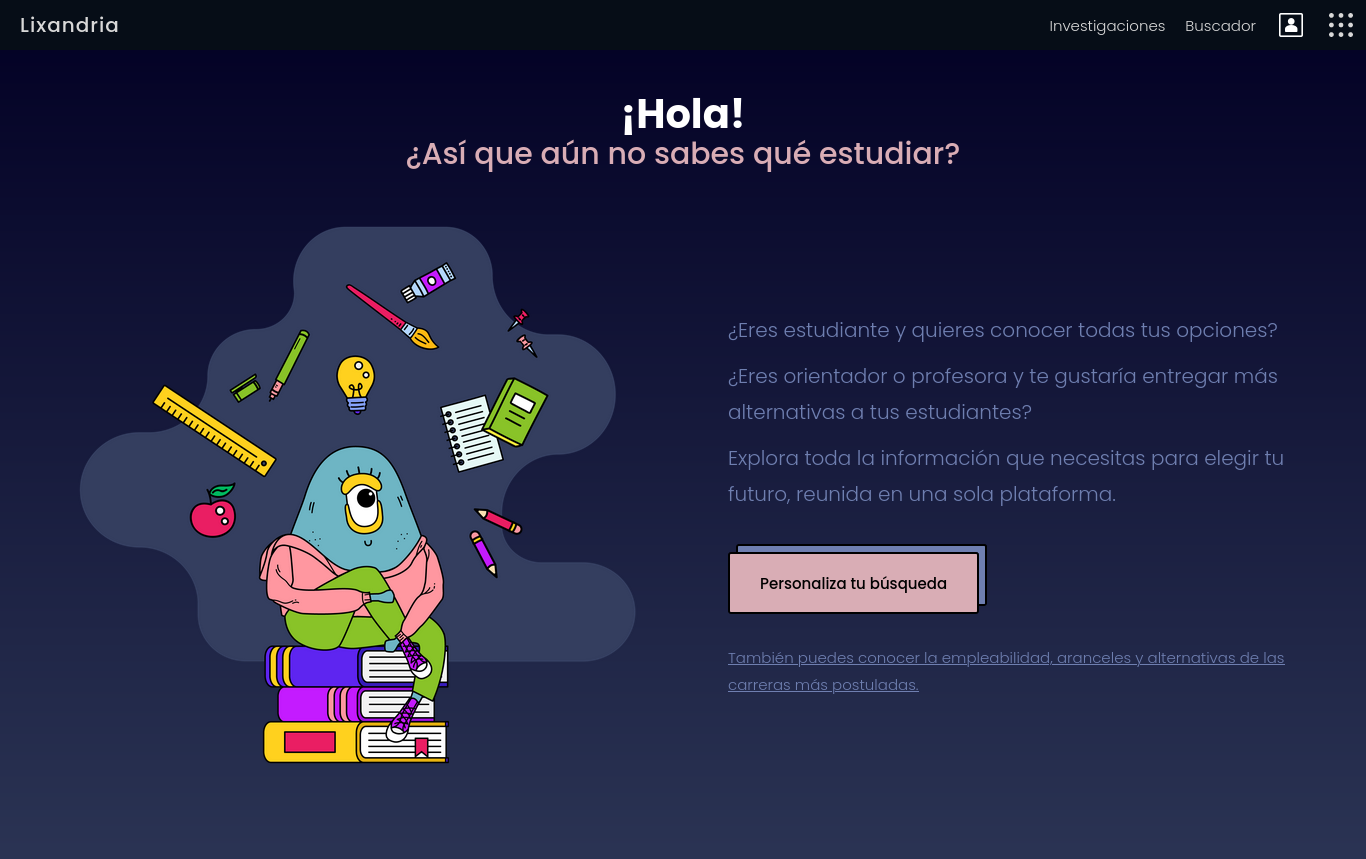 Lixandria
Investigaciones
Buscador
¡Hola!
¿Así que aún no sabes qué estudiar?
¿Eres estudiante y quieres conocer todas tus opciones?
¿Eres orientador o profesora y te gustaría entregar más
alternativas a tus estudiantes?
Explora toda la información que necesitas para elegir tu
futuro, reunida en una sola plataforma.
Personaliza tu búsqueda
También puedes conocer la empleabilidad, aranceles y alternativas de las
carreras más postuladas.